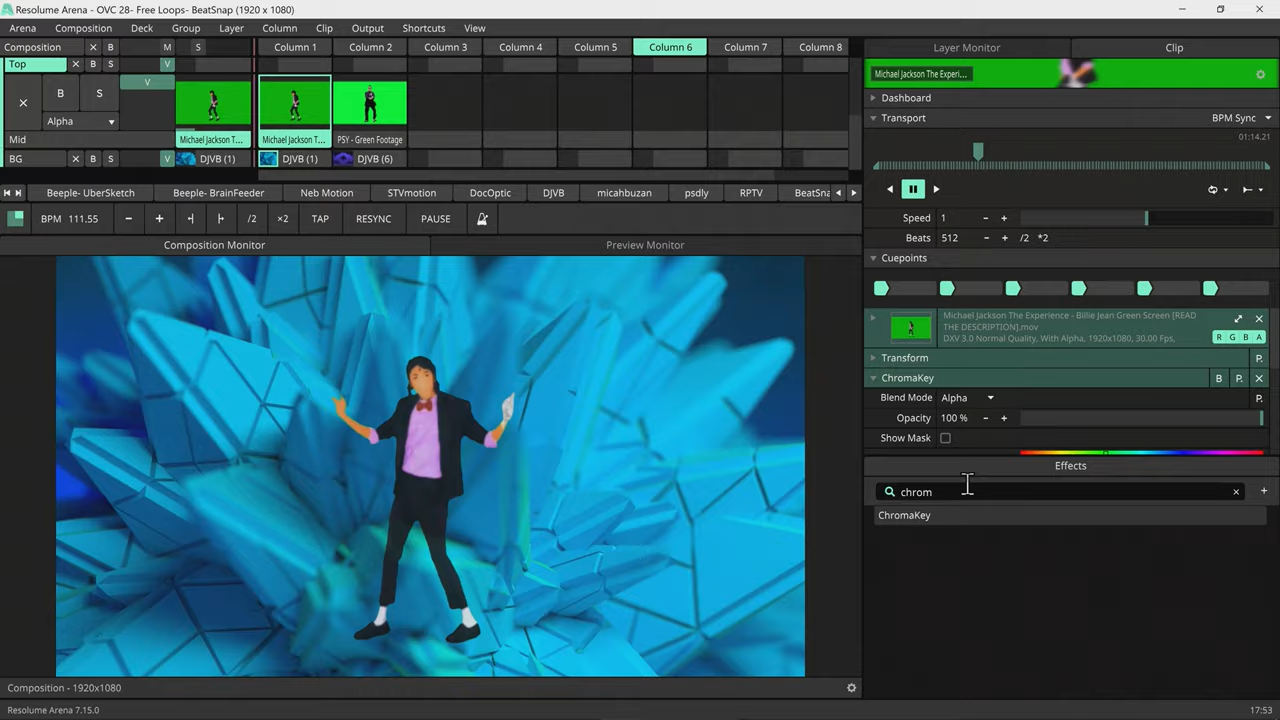 Resolume Arena - OVC 28- Free Loops- BeatSnap (1920 x 1080)
Arena Composition Deck Group Layer Column Clip Output Shortcuts View
Composition X B M S Column 1 Column 2 Column 3 Column 4 Column 5 Column 6 Column 7 Column 8
Top X B S V
V
B S
Alpha
Mid Michael Jackson T... Michael Jackson T... PSY - Green Footage
BG X B S V DJVB (1) DJVB (1) DJVB (6)
Beeple- UberSketch Beeple- BrainFeeder Neb Motion STVmotion DocOptic DJVB micahbuzan psdly RPTV BeatSna
BPM 111.55 - + /2 ×2 TAP RESYNC PAUSE
Composition Monitor Preview Monitor
Composition - 1920x1080
Resolume Arena 7.15.0
Layer Monitor Clip
Michael Jackson The Experi...
Dashboard
Transport BPM Sync
01:14.21
Speed 1 - +
Beats 512 - + /2 *2
Cuepoints
Michael Jackson The Experience - Billie Jean Green Screen [READ
THE DESCRIPTION].mov
DXV 3.0 Normal Quality, With Alpha, 1920x1080, 30.00 Fps,
R G B A
Transform P.
ChromaKey B P. X
Blend Mode Alpha P.
Opacity 100 % - +
Show Mask
Effects
chrom
ChromaKey
17:53